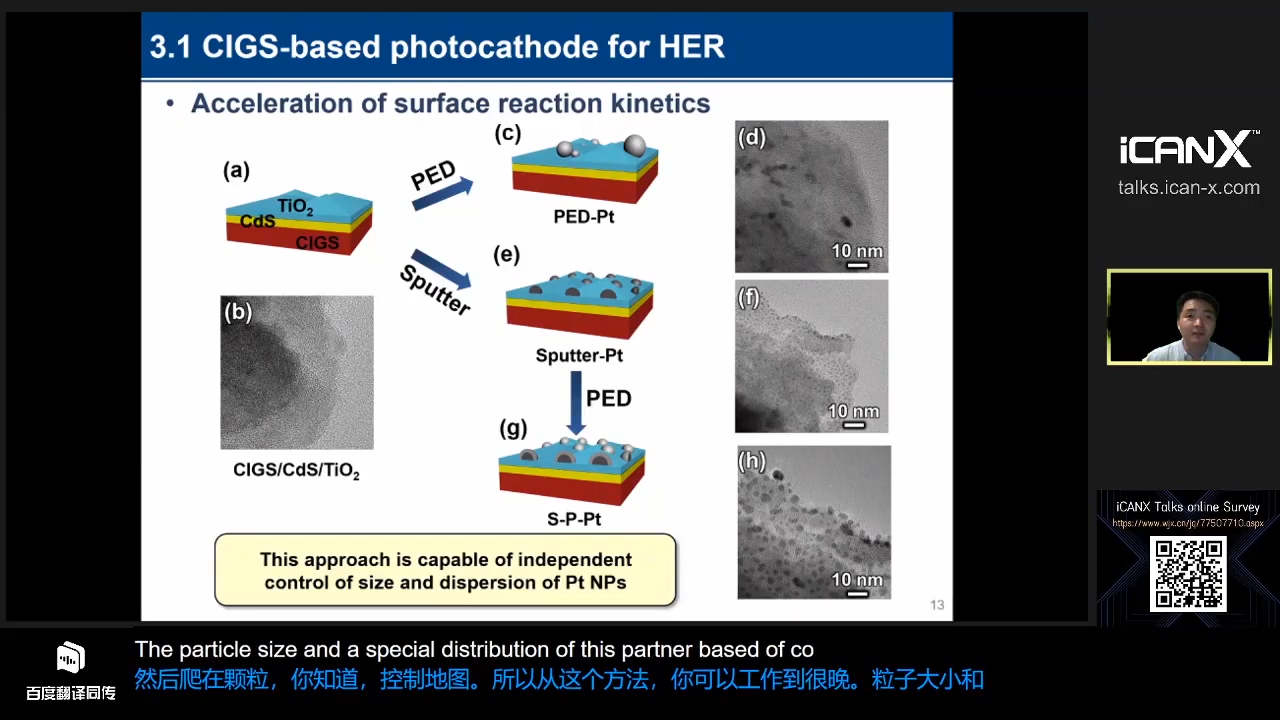 3.1 CIGS-based photocathode for HER
• Acceleration of surface reaction kinetics
(a)
TiO2
CdS
CIGS
(b)
CIGS/CdS/TiO2
PED
Sputter
(c)
PED-Pt
(e)
Sputter-Pt
PED
(g)
S-P-Pt
(d)
10 nm
(f)
10 nm
(h)
10 nm
This approach is capable of independent
control of size and dispersion of Pt NPs
13
iCANX™
talks.ican-x.com
iCANX Talks online Survey
https://www.wjx.cn/jq/77507710.aspx
百度翻译同传
The particle size and a special distribution of this partner based of co
然后爬在颗粒，你知道，控制地图。所以从这个方法，你可以工作到很晚。粒子大小和